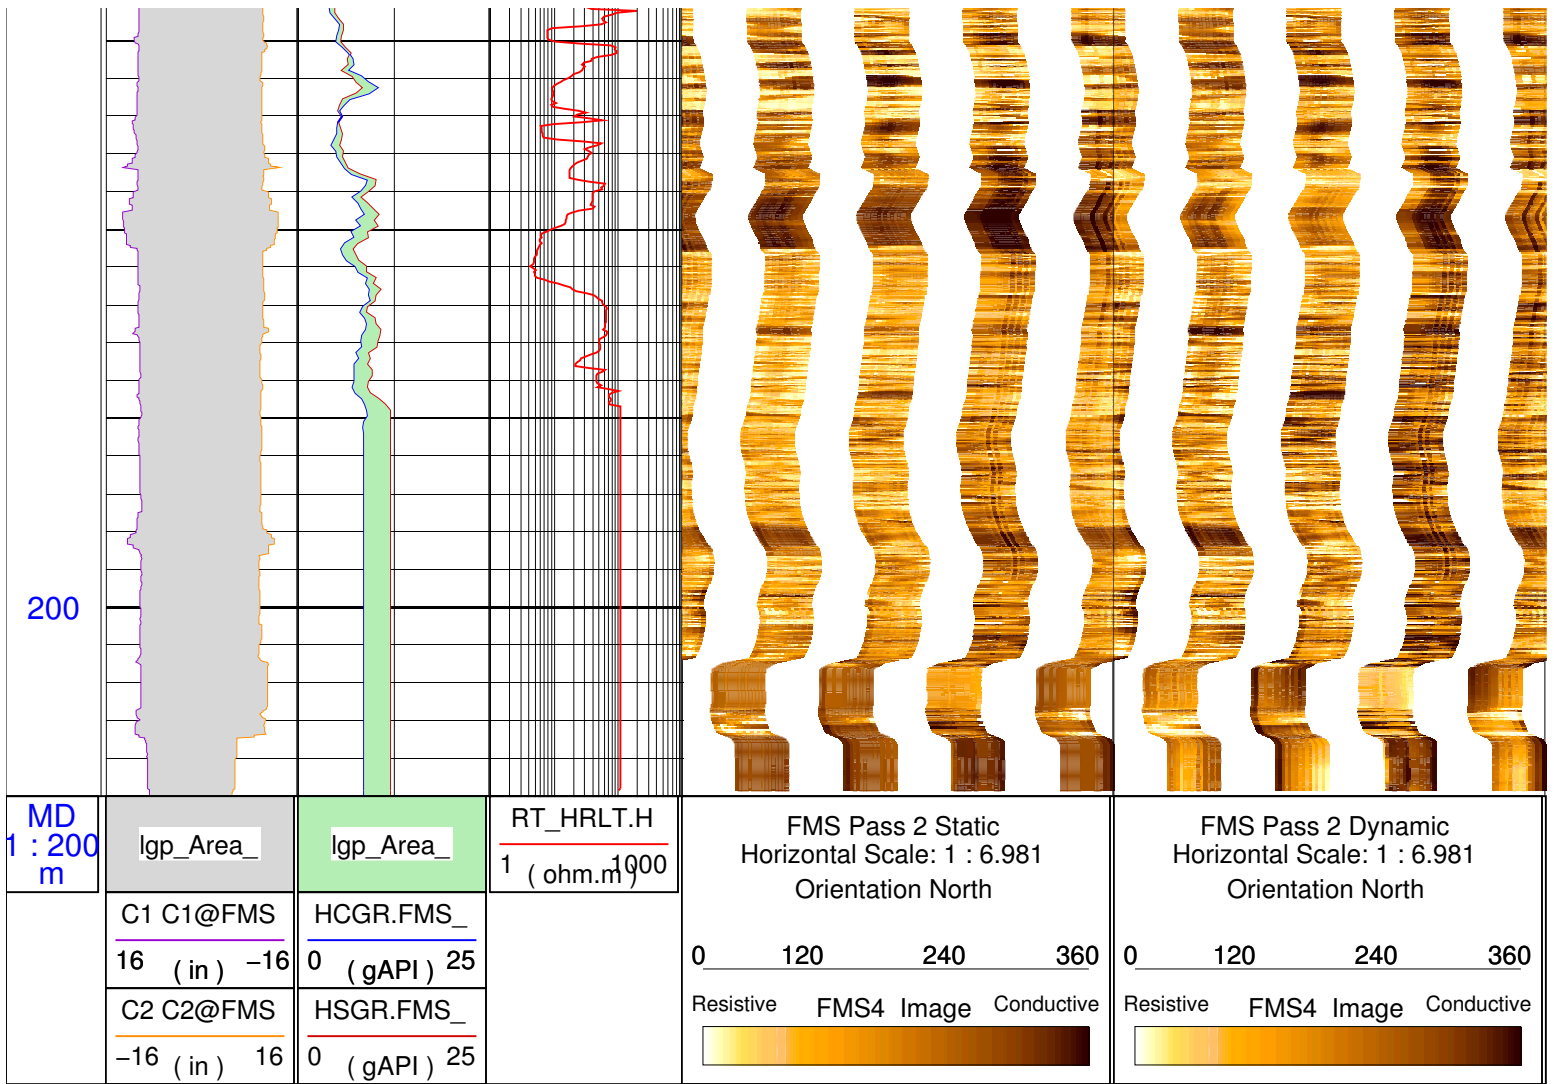 200
MD
1 : 200
m
lgp_Area_
lgp_Area_
RT_HRLT.H
1 ( ohm.m ) 1000
C1 C1@FMS
16 ( in ) −16
C2 C2@FMS
−16 ( in ) 16
HCGR.FMS_
0 ( gAPI ) 25
HSGR.FMS_
0 ( gAPI ) 25
FMS Pass 2 Static
Horizontal Scale: 1 : 6.981
Orientation North
0 120 240 360
Resistive FMS4 Image Conductive
FMS Pass 2 Dynamic
Horizontal Scale: 1 : 6.981
Orientation North
0 120 240 360
Resistive FMS4 Image Conductive